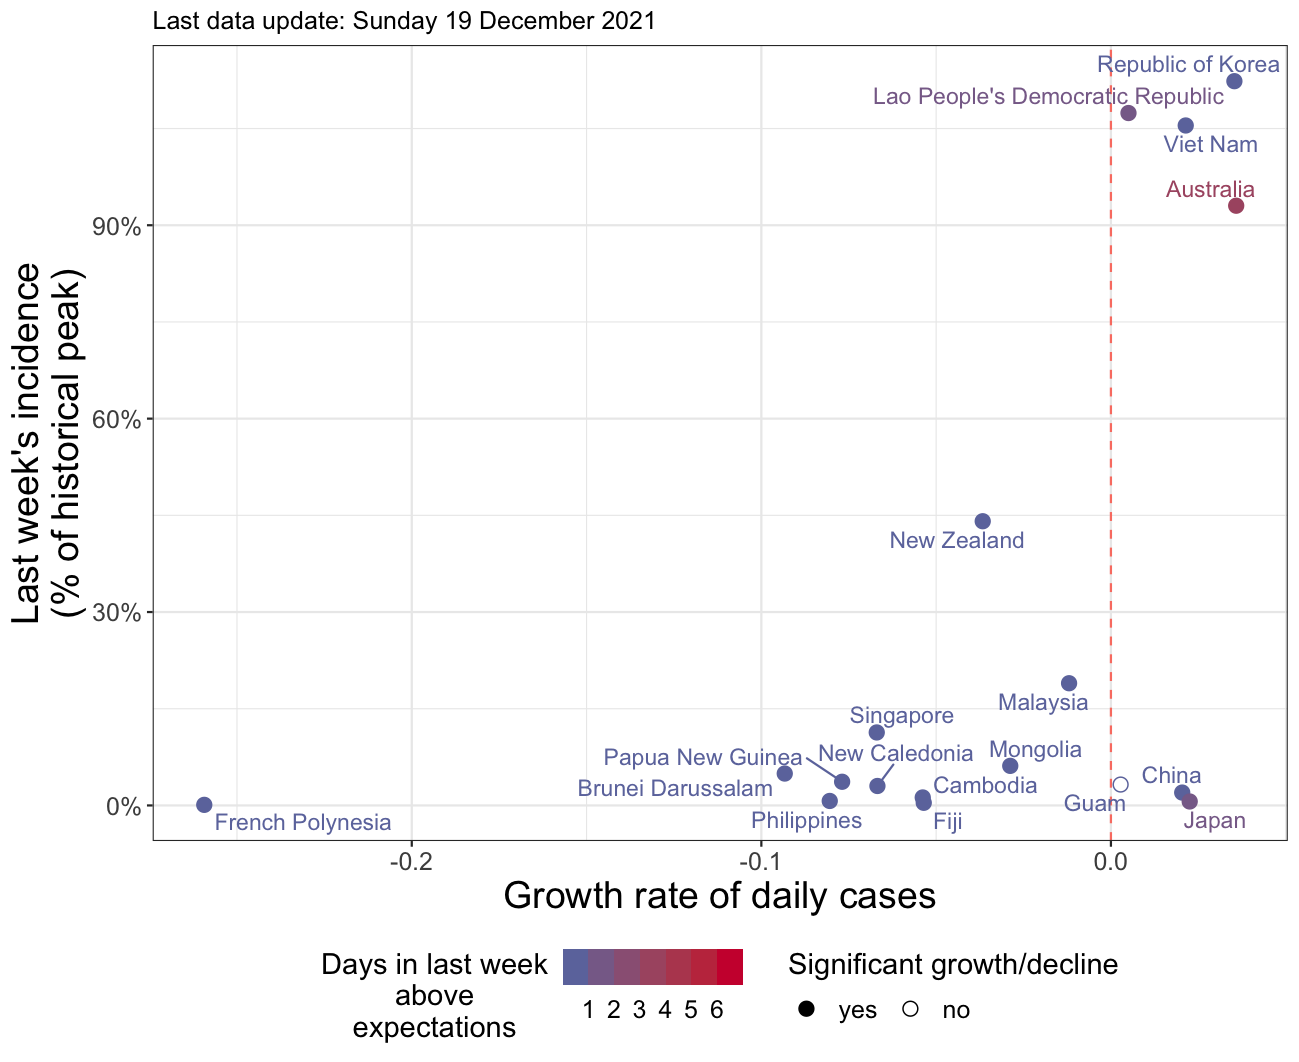 Last data update: Sunday 19 December 2021
Republic of Korea
Lao People's Democratic Republic
Viet Nam
Australia
90%
Last week's incidence
(% of historical peak)
60%
New Zealand
30%
Malaysia
Singapore
Mongolia
New Caledonia
Papua New Guinea
China
Cambodia
Brunei Darussalam
Guam
0%
Philippines
Fiji
Japan
French Polynesia
-0.2
-0.1
0.0
Growth rate of daily cases
Days in last week
above
expectations
1 2 3 4 5 6
Significant growth/decline
yes
no